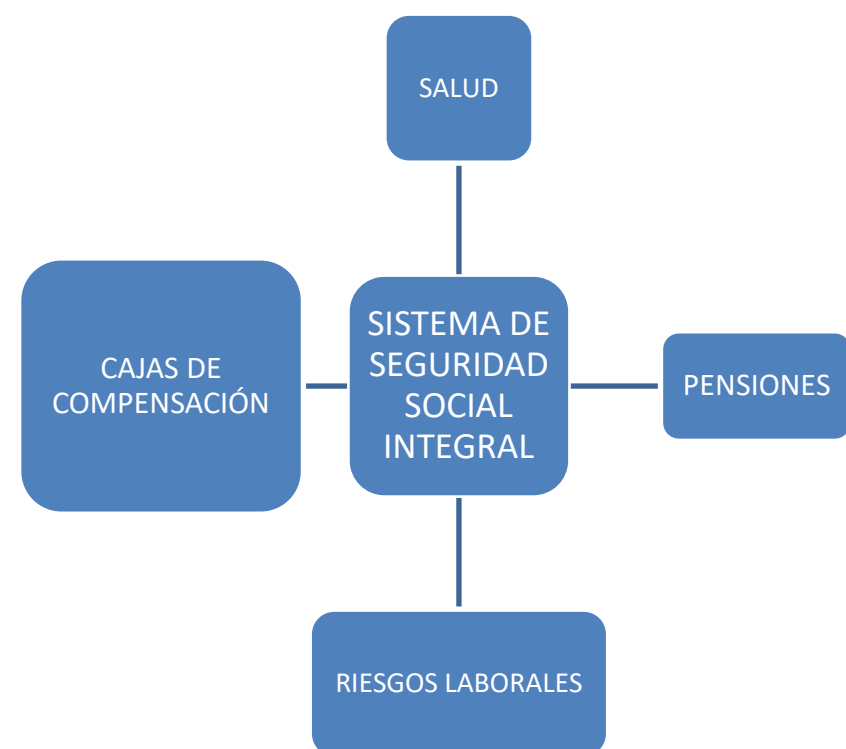 SALUD
CAJAS DE
COMPENSACIÓN
SISTEMA DE
SEGURIDAD
SOCIAL
INTEGRAL
PENSIONES
RIESGOS LABORALES